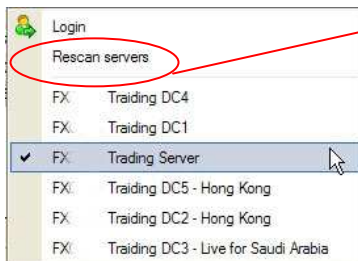 Login
Rescan servers
FX Traiding DC4
FX Traiding DC1
FX Trading Server
FX Traiding DC5 - Hong Kong
FX Traiding DC2 - Hong Kong
FX Traiding DC3 - Live for Saudi Arabia